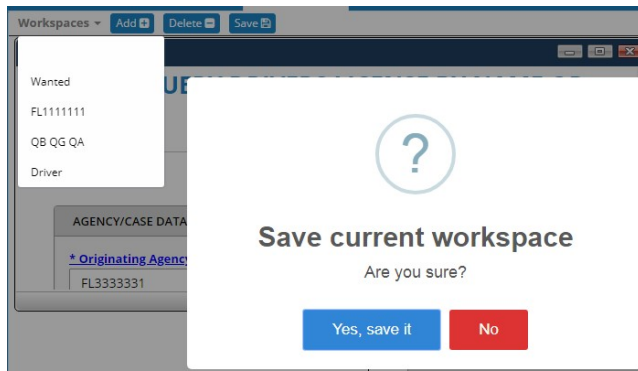 Workspaces Add Delete Save
Wanted
FL1111111
QB QG QA
Driver
AGENCY/CASE DATA
* Originating Agency
FL3333331
?
Save current workspace
Are you sure?
Yes, save it No